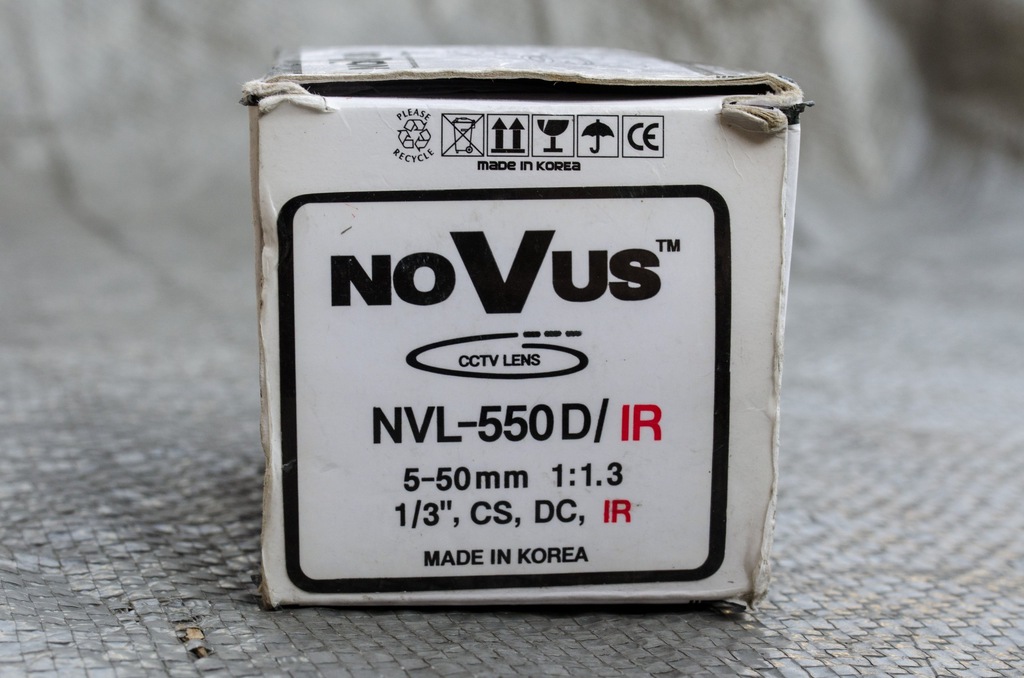 PLEASE
RECYCLE
CE
MADE IN KOREA
NOVUS™
CCTV LENS
NVL-550D/IR
5-50mm 1:1.3
1/3", CS, DC, IR
MADE IN KOREA